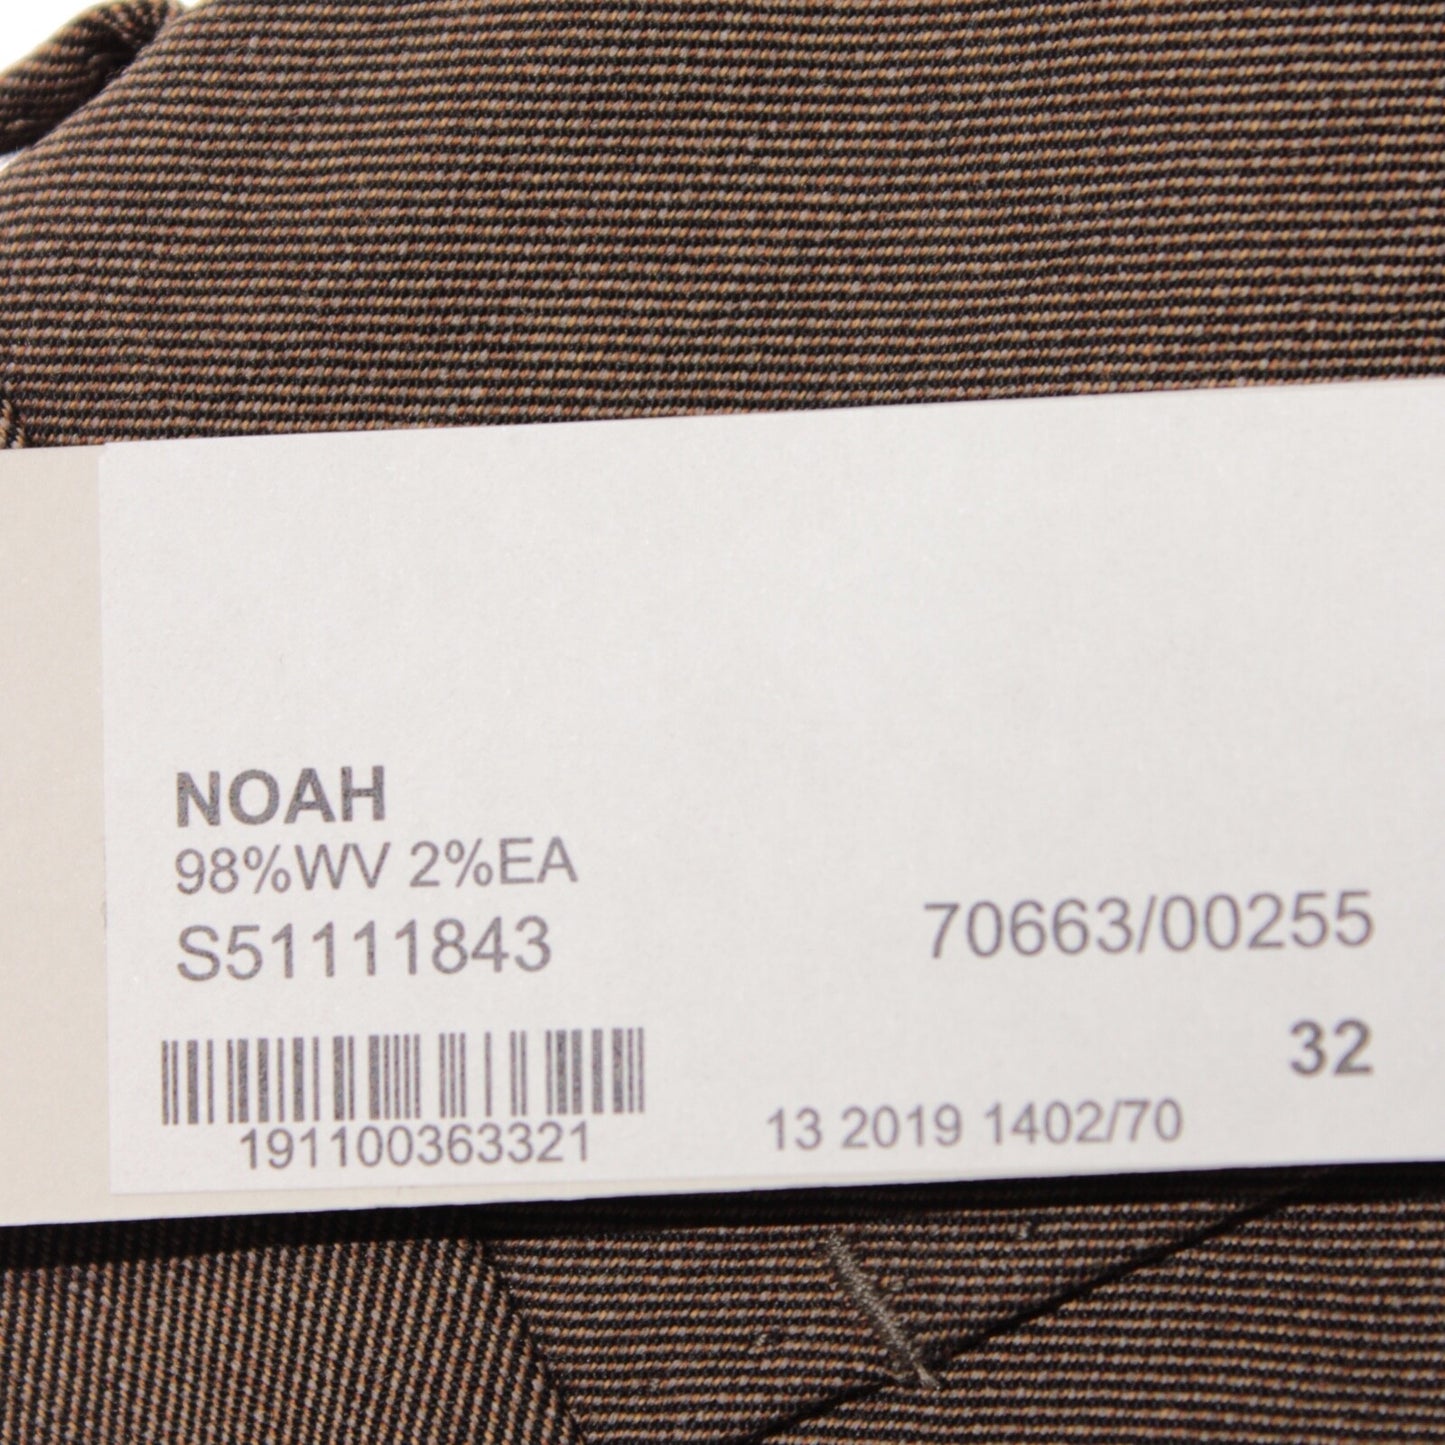 NOAH
98%WV 2%EA
S51111843 70663/00255
32
191100363321 13 2019 1402/70